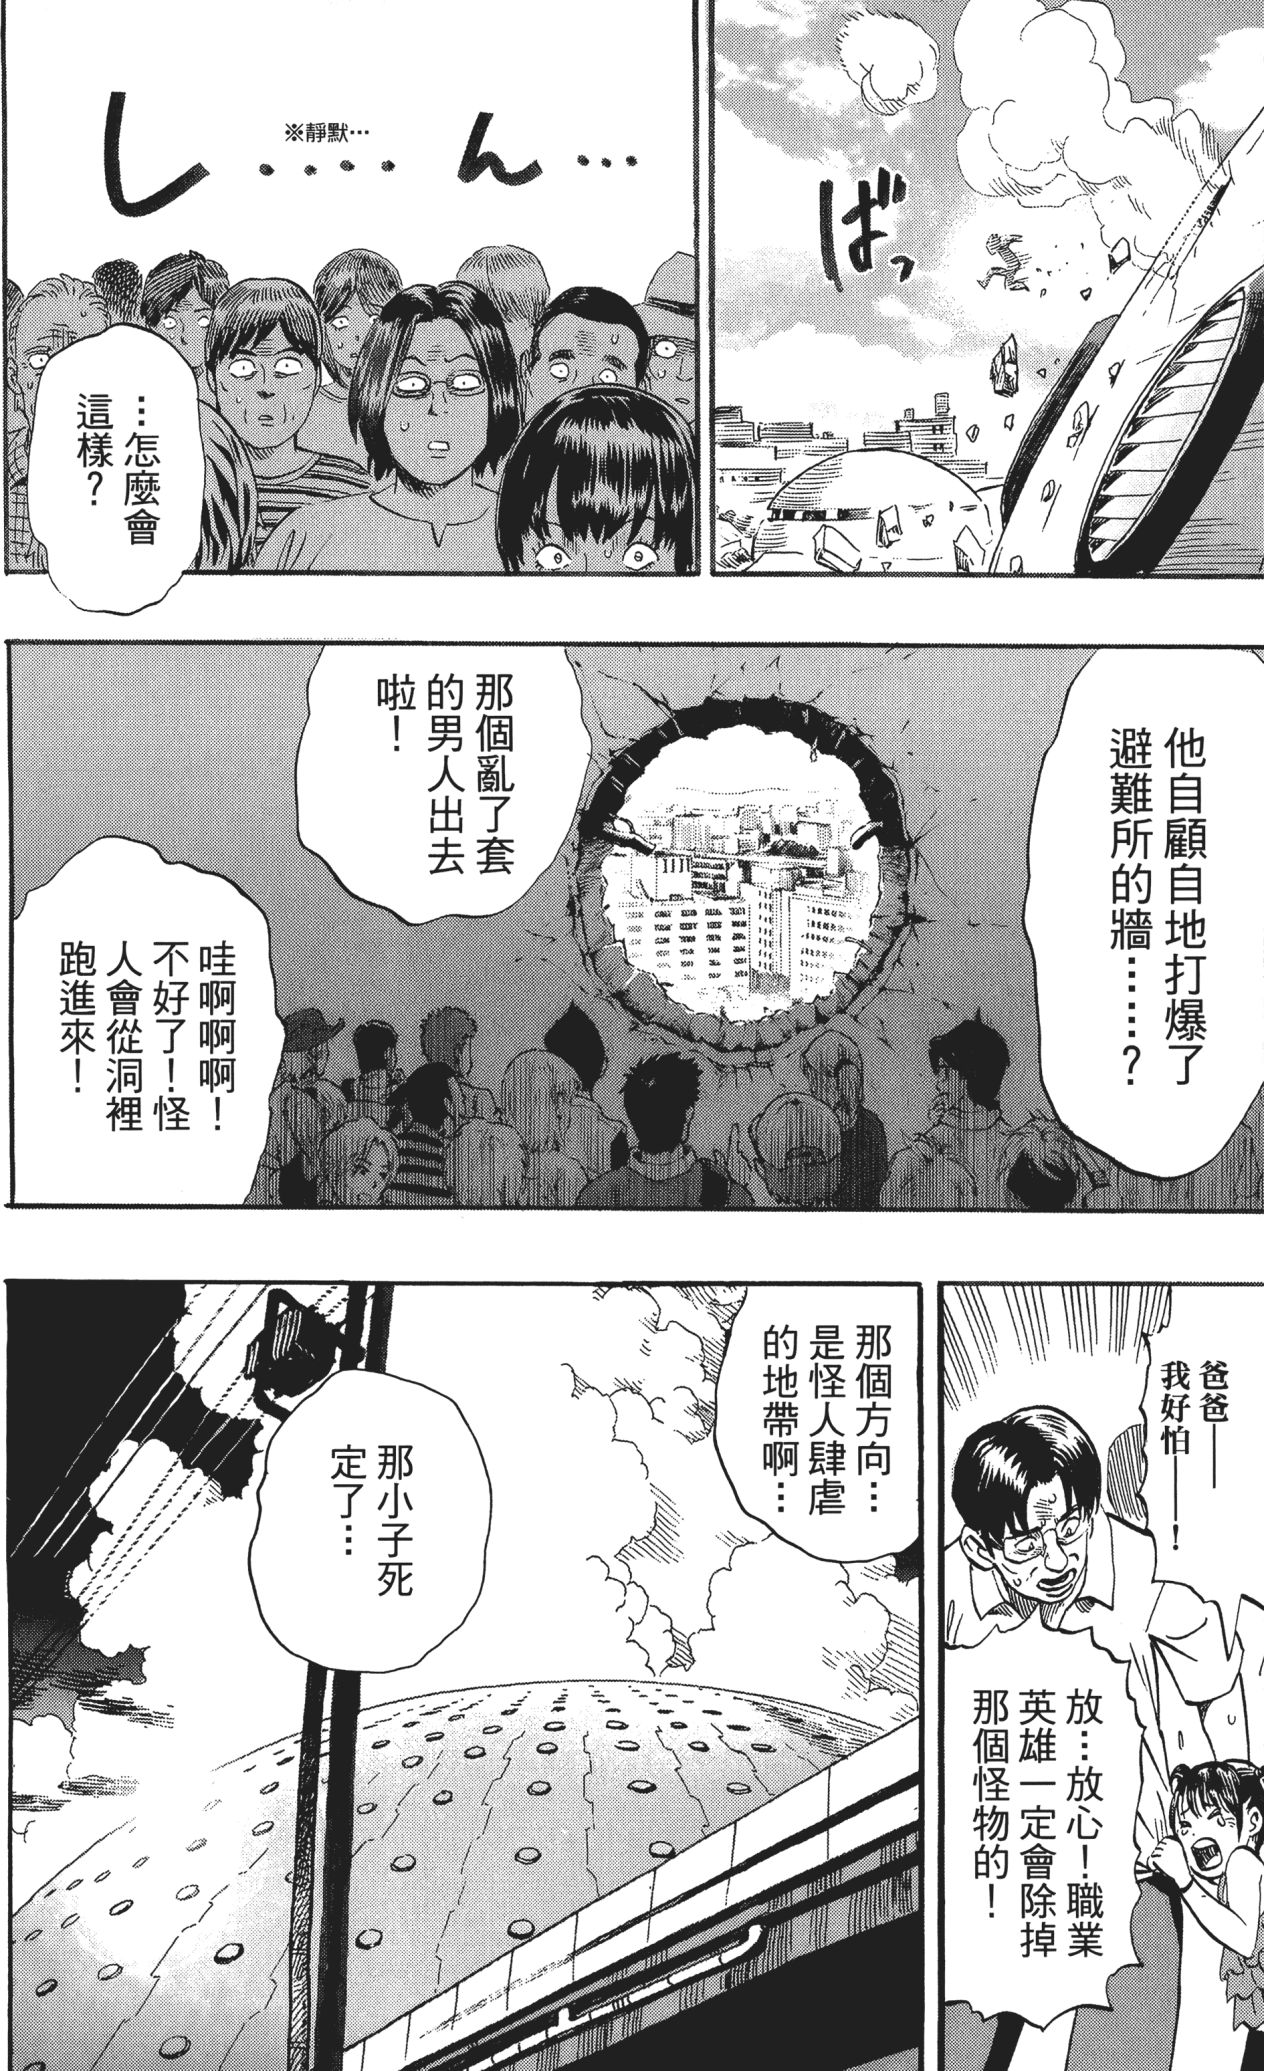 ばっ
しん…
※靜默…
…怎麼會
這樣？
他自顧自地打爆了
避難所的牆……？
那個亂了套
的男人出去
啦！
哇啊啊啊！
不好了！怪
人會從洞裡
跑進來！
爸爸——
我好怕——！
放…放心！職業
英雄一定會除掉
那個怪物的！
那個方向…
是怪人肆虐
的地帶啊…
那小子死
定了…